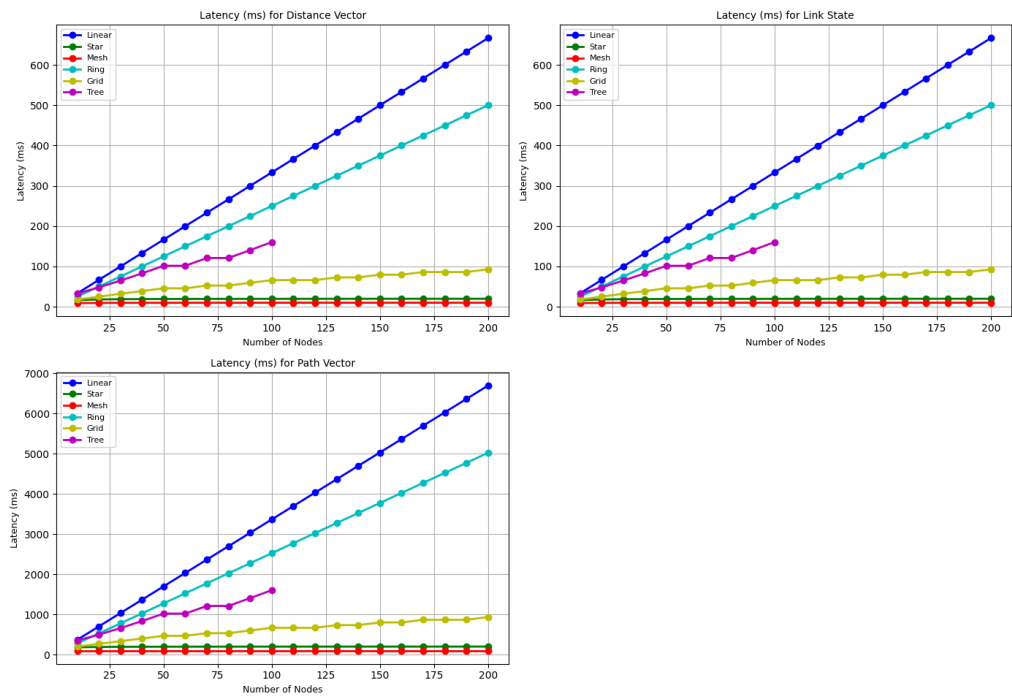 Latency (ms) for Distance Vector
Latency (ms)
600
500
400
300
200
100
0
Linear
Star
Mesh
Ring
Grid
Tree
25 50 75 100 125 150 175 200
Number of Nodes
Latency (ms) for Link State
Latency (ms)
600
500
400
300
200
100
0
Linear
Star
Mesh
Ring
Grid
Tree
25 50 75 100 125 150 175 200
Number of Nodes
Latency (ms) for Path Vector
Latency (ms)
7000
6000
5000
4000
3000
2000
1000
0
Linear
Star
Mesh
Ring
Grid
Tree
25 50 75 100 125 150 175 200
Number of Nodes